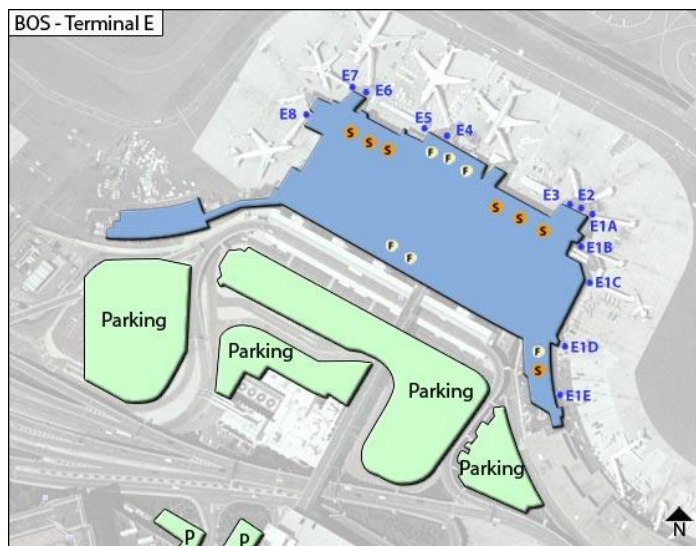 BOS - Terminal E
E7
E6
E8
E5
E4
S
S
S
F
F
F
E3
E2
E1A
S
S
S
E1B
F
F
E1C
Parking
E1D
F
Parking
S
Parking
E1E
Parking
P
P
N